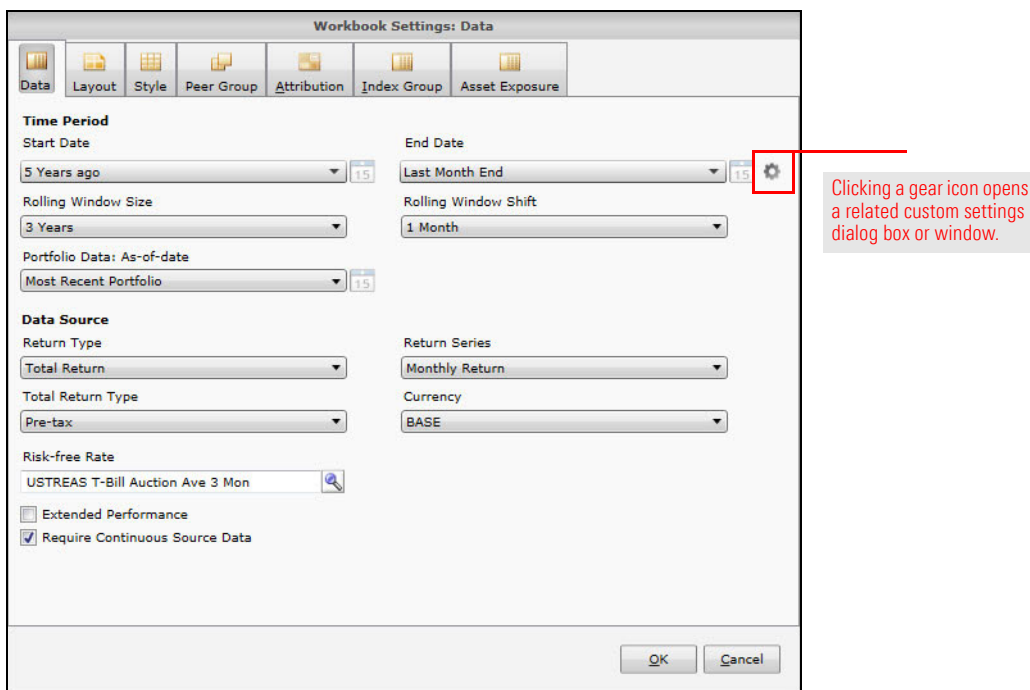 Workbook Settings: Data
Data Layout Style Peer Group Attribution Index Group Asset Exposure
Time Period
Start Date End Date
5 Years ago 15 Last Month End 15
Clicking a gear icon opens
a related custom settings
dialog box or window.
Rolling Window Size Rolling Window Shift
3 Years 1 Month
Portfolio Data: As-of-date
Most Recent Portfolio 15
Data Source
Return Type Return Series
Total Return Monthly Return
Total Return Type Currency
Pre-tax BASE
Risk-free Rate
USTREAS T-Bill Auction Ave 3 Mon
Extended Performance
Require Continuous Source Data
OK Cancel